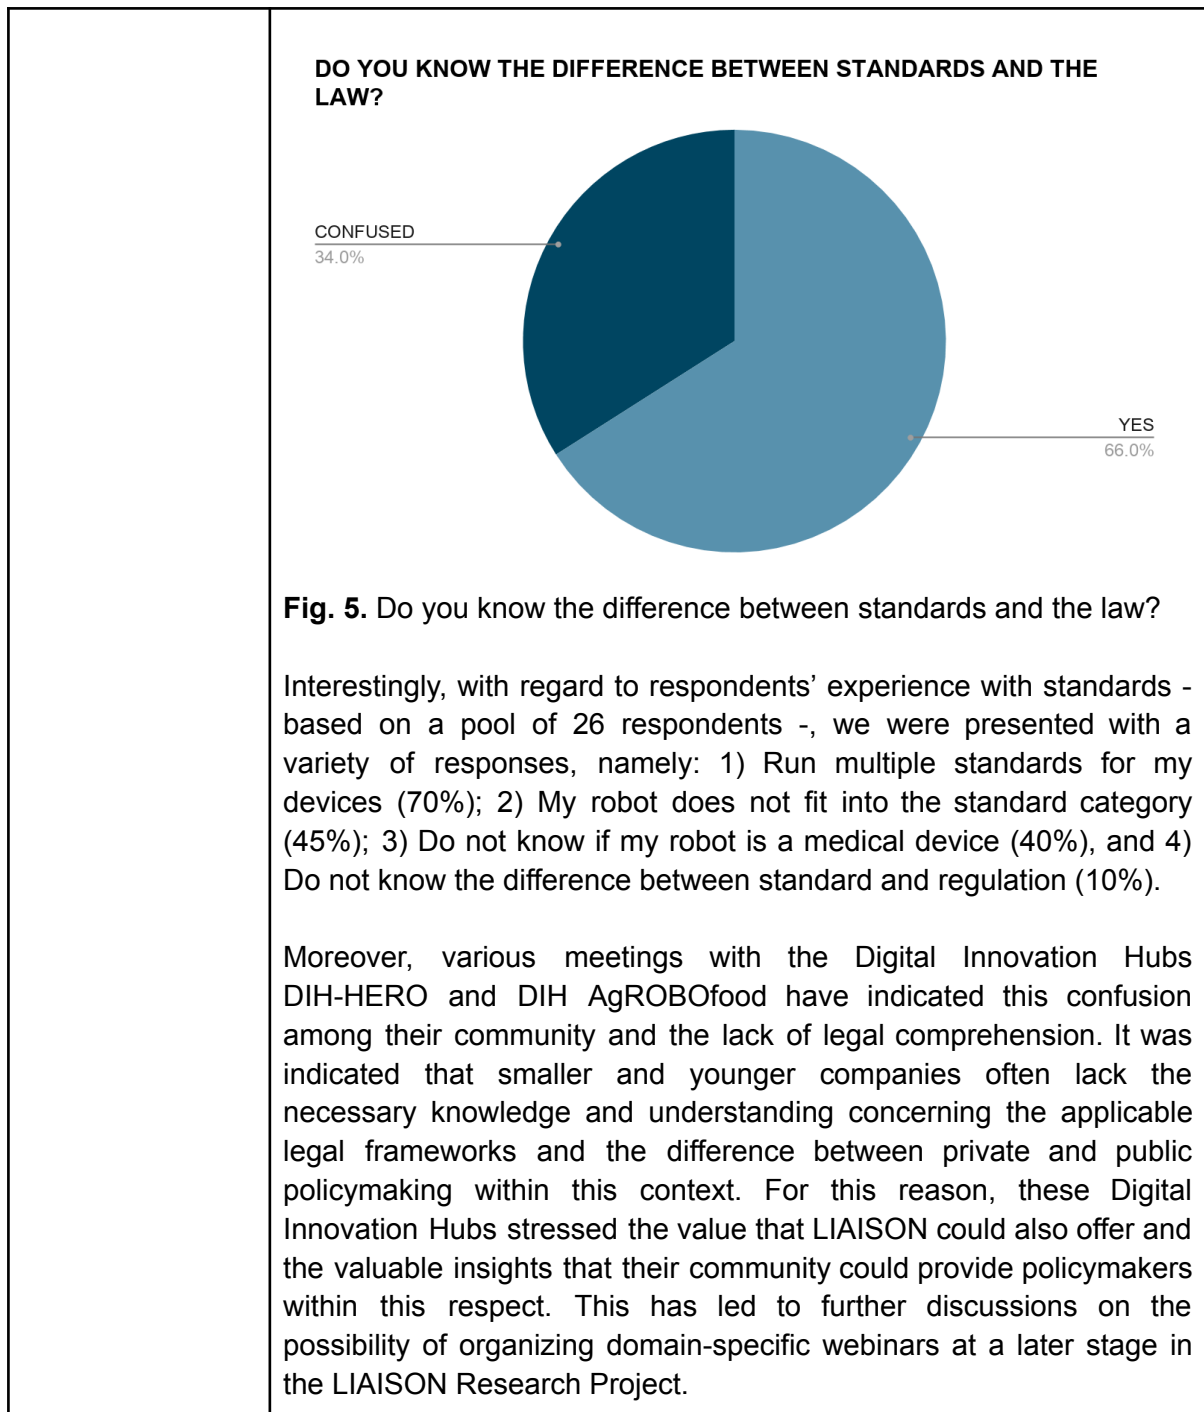 DO YOU KNOW THE DIFFERENCE BETWEEN STANDARDS AND THE
LAW?
CONFUSED
34.0%
YES
66.0%
Fig. 5. Do you know the difference between standards and the law?
Interestingly, with regard to respondents’ experience with standards -
based on a pool of 26 respondents -, we were presented with a
variety of responses, namely: 1) Run multiple standards for my
devices (70%); 2) My robot does not fit into the standard category
(45%); 3) Do not know if my robot is a medical device (40%), and 4)
Do not know the difference between standard and regulation (10%).
Moreover, various meetings with the Digital Innovation Hubs
DIH-HERO and DIH AgROBOfood have indicated this confusion
among their community and the lack of legal comprehension. It was
indicated that smaller and younger companies often lack the
necessary knowledge and understanding concerning the applicable
legal frameworks and the difference between private and public
policymaking within this context. For this reason, these Digital
Innovation Hubs stressed the value that LIAISON could also offer and
the valuable insights that their community could provide policymakers
within this respect. This has led to further discussions on the
possibility of organizing domain-specific webinars at a later stage in
the LIAISON Research Project.